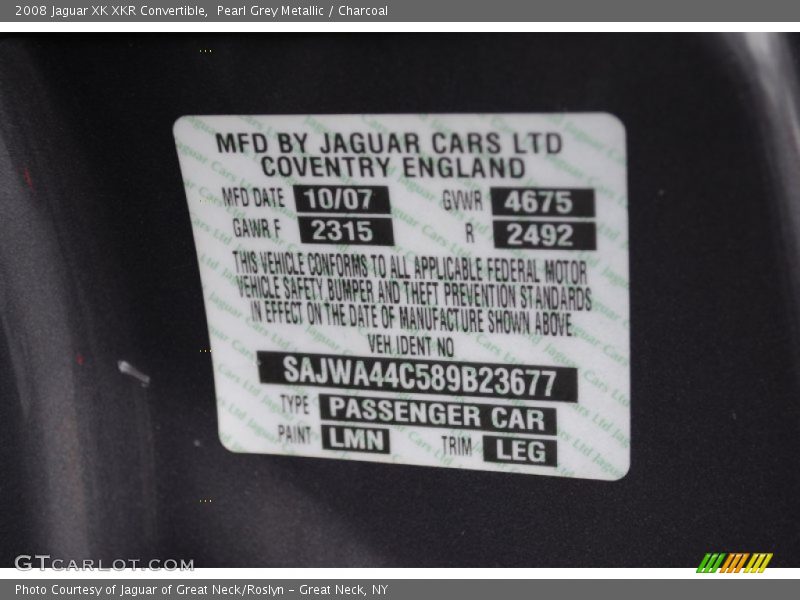 2008 Jaguar XK XKR Convertible,  Pearl Grey Metallic / Charcoal
MFD BY JAGUAR CARS LTD
COVENTRY ENGLAND
MFD DATE 10/07 GVWR 4675
GAWR F 2315 R 2492
THIS VEHICLE CONFORMS TO ALL APPLICABLE FEDERAL MOTOR
VEHICLE SAFETY BUMPER AND THEFT PREVENTION STANDARDS
IN EFFECT ON THE DATE OF MANUFACTURE SHOWN ABOVE.
VEH IDENT NO
SAJWA44C589B23677
TYPE PASSENGER CAR
PAINT LMN TRIM LEG
GTCARLOT.COM
Photo Courtesy of Jaguar of Great Neck/Roslyn – Great Neck, NY